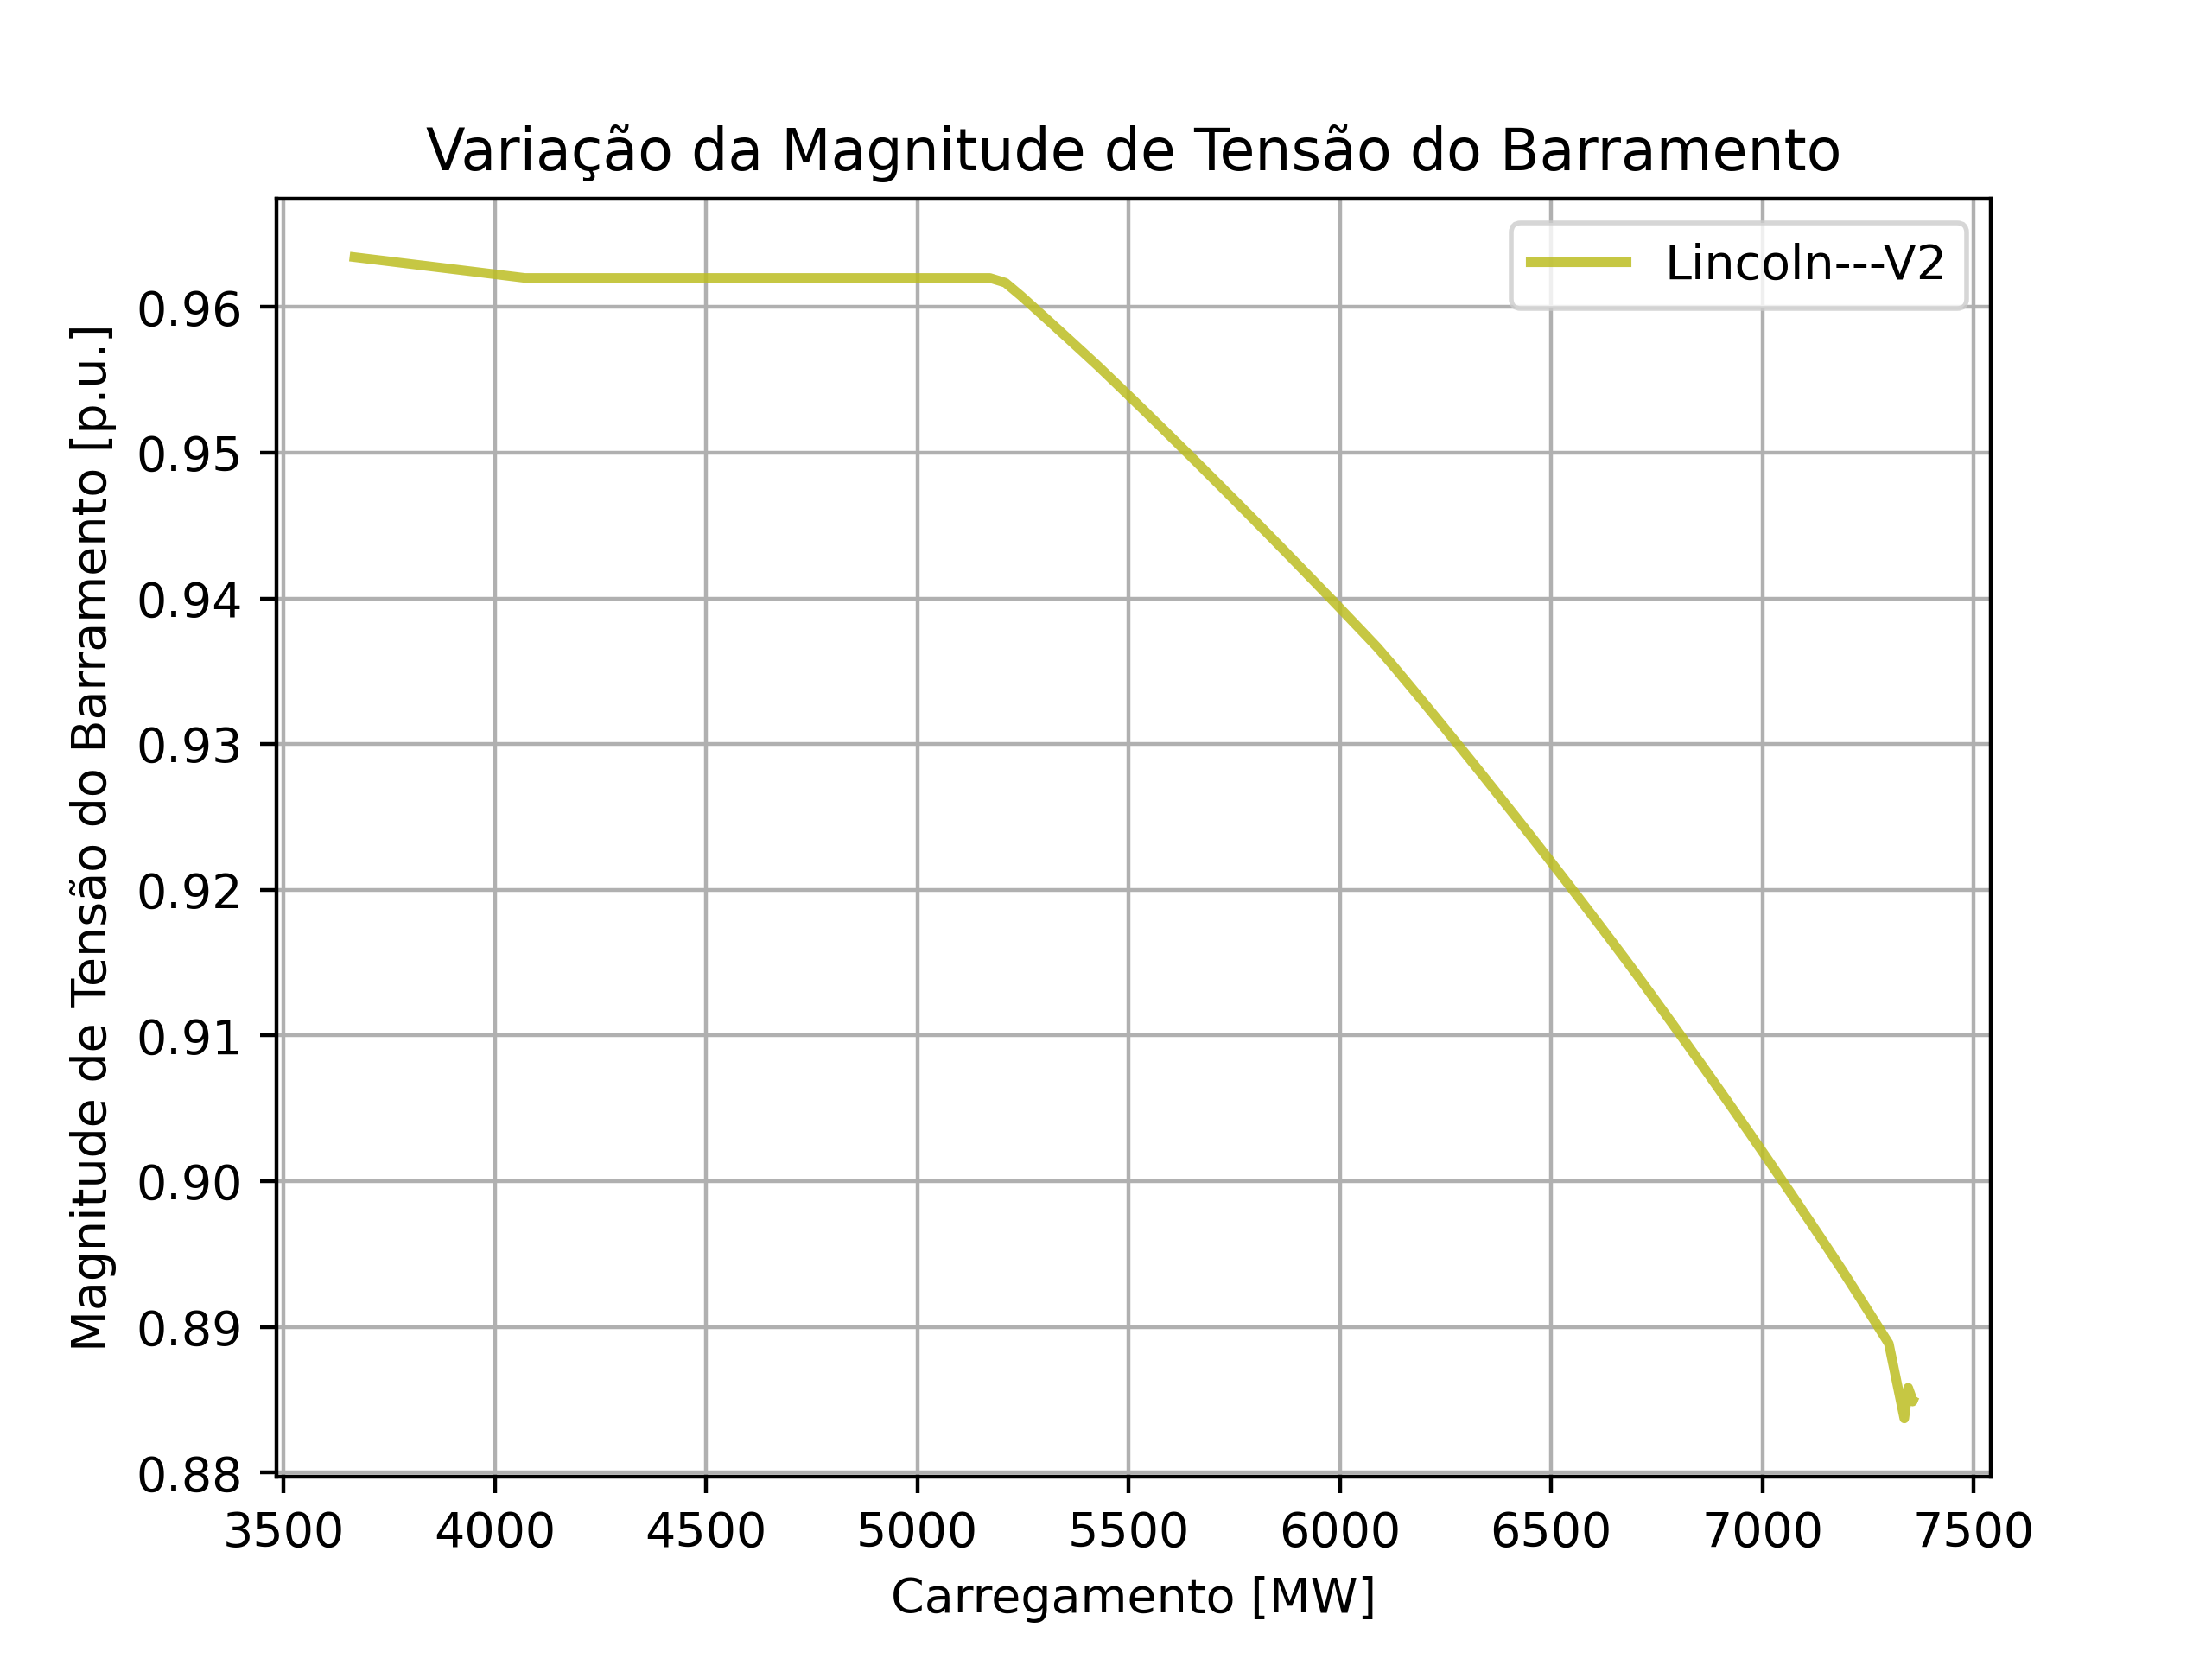 Variação da Magnitude de Tensão do Barramento
Lincoln---V2
Magnitude de Tensão do Barramento [p.u.]
0.96
0.95
0.94
0.93
0.92
0.91
0.90
0.89
0.88
3500 4000 4500 5000 5500 6000 6500 7000 7500
Carregamento [MW]